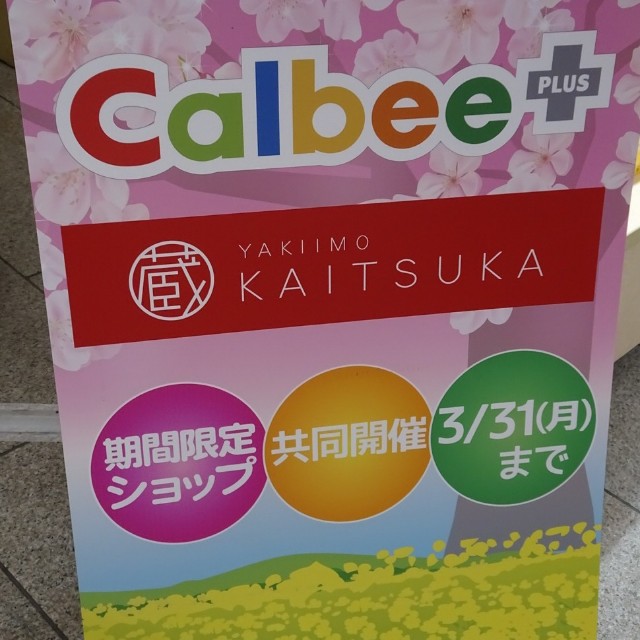 Calbee PLUS
蔵
YAKIIMO
KAITSUKA
期間限定
ショップ
共同開催
3/31(月)
まで